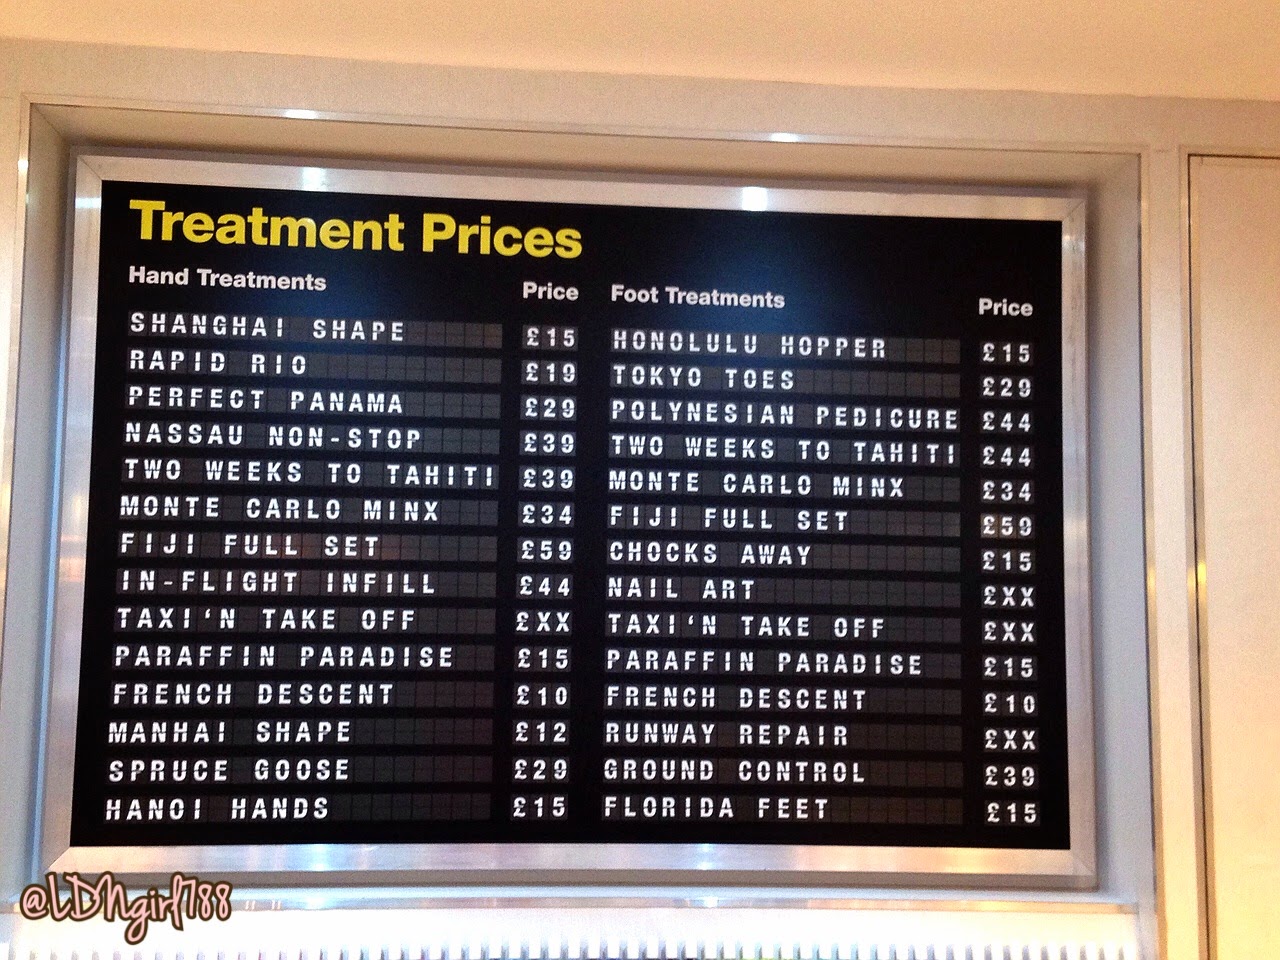 Treatment Prices
Hand Treatments Price
SHANGHAI SHAPE £15
RAPID RIO £19
PERFECT PANAMA £29
NASSAU NON-STOP £39
TWO WEEKS TO TAHITI £39
MONTE CARLO MINX £34
FIJI FULL SET £59
IN-FLIGHT INFILL £44
TAXI‘N TAKE OFF £XX
PARAFFIN PARADISE £15
FRENCH DESCENT £10
MANHAI SHAPE £12
SPRUCE GOOSE £29
HANOI HANDS £15
Foot Treatments Price
HONOLULU HOPPER £15
TOKYO TOES £29
POLYNESIAN PEDICURE £44
TWO WEEKS TO TAHITI £44
MONTE CARLO MINX £34
FIJI FULL SET £59
CHOCKS AWAY £15
NAIL ART £XX
TAXI‘N TAKE OFF £XX
PARAFFIN PARADISE £15
FRENCH DESCENT £10
RUNWAY REPAIR £XX
GROUND CONTROL £39
FLORIDA FEET £15
@LDNgirl788